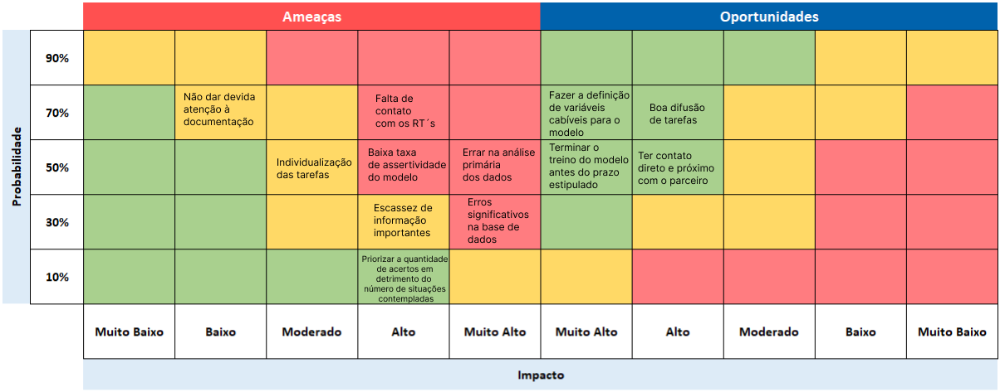 Ameaças
Oportunidades
Probabilidade
90%
70%
Não dar devida
atenção à
documentação
Falta de
contato
com os RT´s
Fazer a definição
de variáveis
cabíveis para o
modelo
Boa difusão
de tarefas
50%
Individualização
das tarefas
Baixa taxa
de assertividade
do modelo
Errar na análise
primária
dos dados
Terminar o
treino do modelo
antes do prazo
estipulado
Ter contato
direto e próximo
com o parceiro
30%
Escassez de
informação
importantes
Erros
significativos
na base de
dados
10%
Priorizar a quantidade
de acertos em
detrimento do
número de situações
contempladas
Muito Baixo
Baixo
Moderado
Alto
Muito Alto
Muito Alto
Alto
Moderado
Baixo
Muito Baixo
Impacto